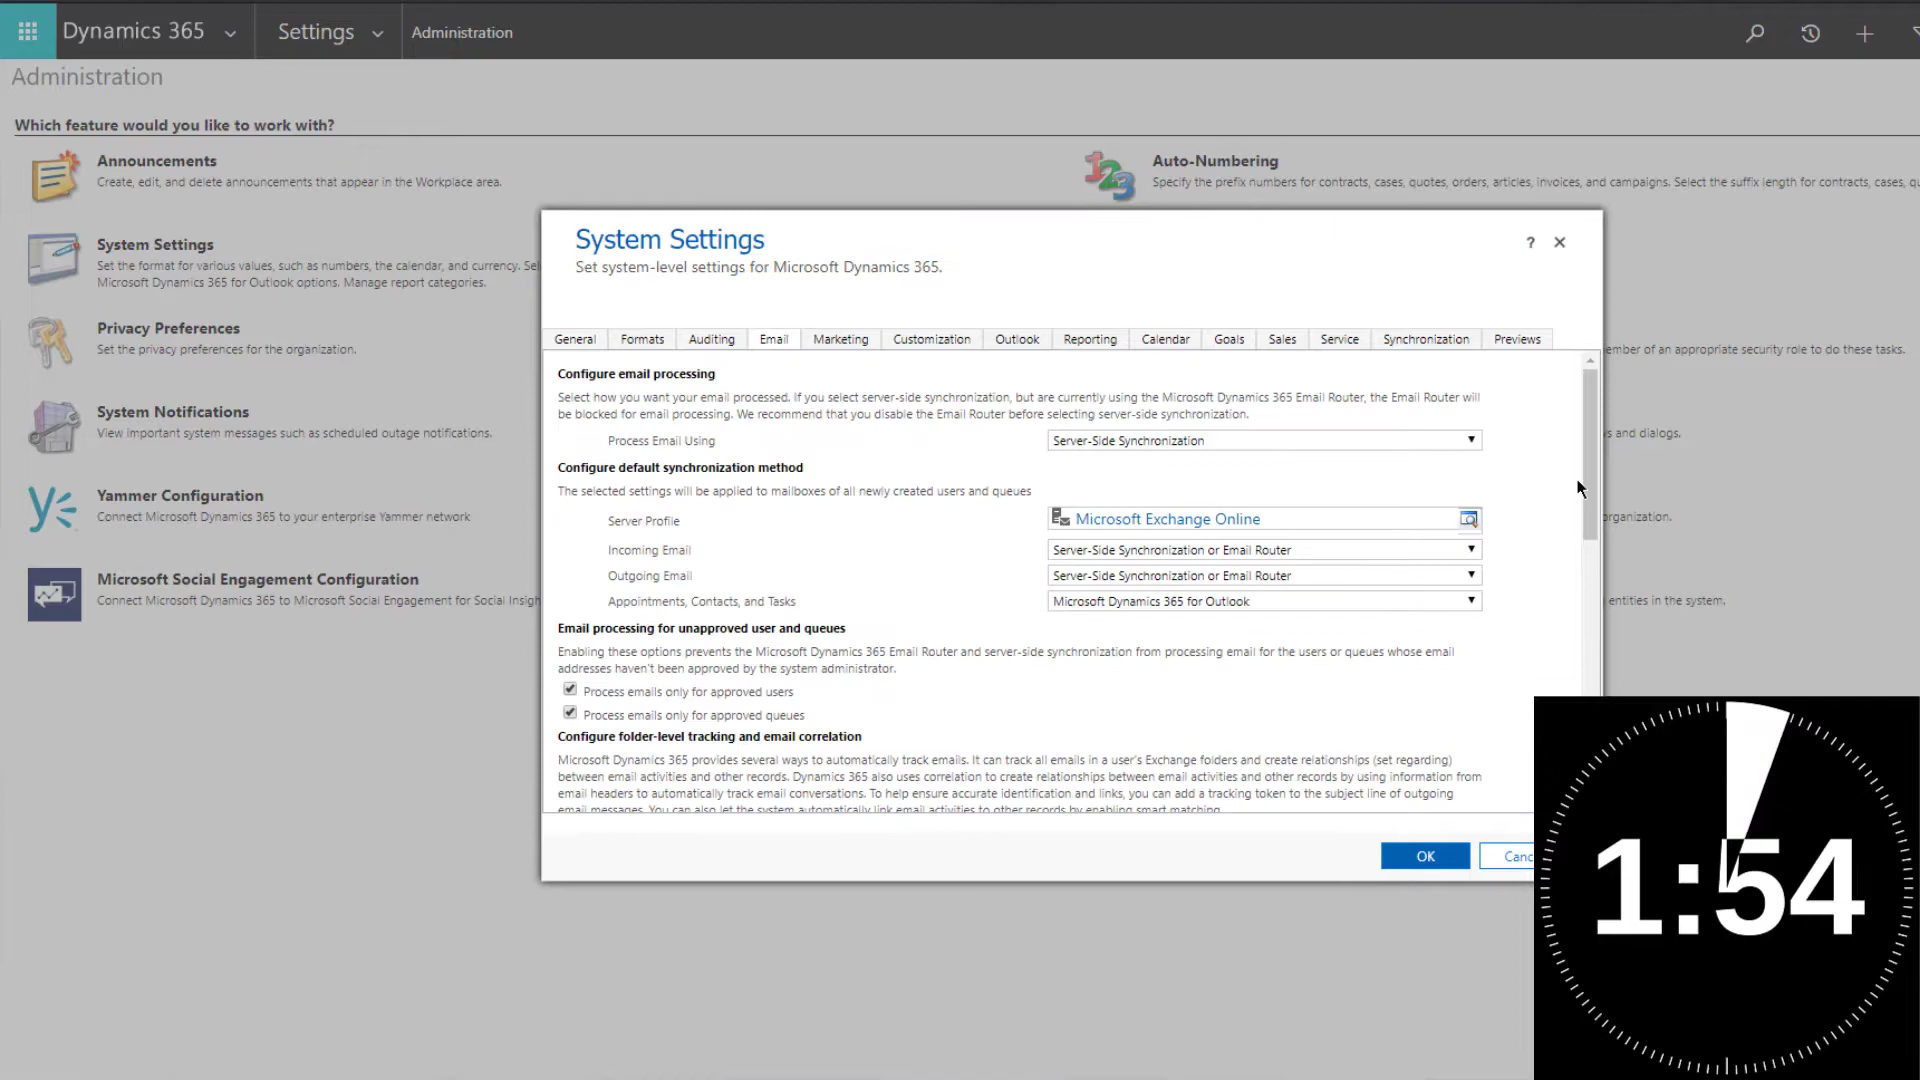 Dynamics 365
Settings
Administration
Administration
Which feature would you like to work with?
Announcements
Create, edit, and delete announcements that appear in the Workplace area.
Auto-Numbering
Specify the prefix numbers for contracts, cases, quotes, orders, articles, invoices, and campaigns. Select the suffix length for contracts, cases,
System Settings
Set the format for various values, such as numbers, the calendar, and currency.
Microsoft Dynamics 365 for Outlook options. Manage report categories.
Privacy Preferences
Set the privacy preferences for the organization.
of an appropriate security role to do these tasks.
System Notifications
View important system messages such as scheduled outage notifications.
and dialogs.
Yammer Configuration
Connect Microsoft Dynamics 365 to your enterprise Yammer network
organization.
Microsoft Social Engagement Configuration
Connect Microsoft Dynamics 365 to Microsoft Social Engagement for Social
entities in the system.
System Settings
? ✕
Set system-level settings for Microsoft Dynamics 365.
General Formats Auditing Email Marketing Customization Outlook Reporting Calendar Goals Sales Service Synchronization Previews
Configure email processing
Select how you want your email processed. If you select server-side synchronization, but are currently using the Microsoft Dynamics 365 Email Router, the Email Router will
be blocked for email processing. We recommend that you disable the Email Router before selecting server-side synchronization.
Process Email Using Server-Side Synchronization
Configure default synchronization method
The selected settings will be applied to mailboxes of all newly created users and queues
Server Profile Microsoft Exchange Online
Incoming Email Server-Side Synchronization or Email Router
Outgoing Email Server-Side Synchronization or Email Router
Appointments, Contacts, and Tasks Microsoft Dynamics 365 for Outlook
Email processing for unapproved user and queues
Enabling these options prevents the Microsoft Dynamics 365 Email Router and server-side synchronization from processing email for the users or queues whose email
addresses haven't been approved by the system administrator.
Process emails only for approved users
Process emails only for approved queues
Configure folder-level tracking and email correlation
Microsoft Dynamics 365 provides several ways to automatically track emails. It can track all emails in a user's Exchange folders and create relationships (set regarding)
between email activities and other records. Dynamics 365 also uses correlation to create relationships between email activities and other records by using information from
email headers to automatically track email conversations. To help ensure accurate identification and links, you can add a tracking token to the subject line of outgoing
email messages. You can also let the system automatically link email activities to other records by enabling smart matching.
OK
1:54